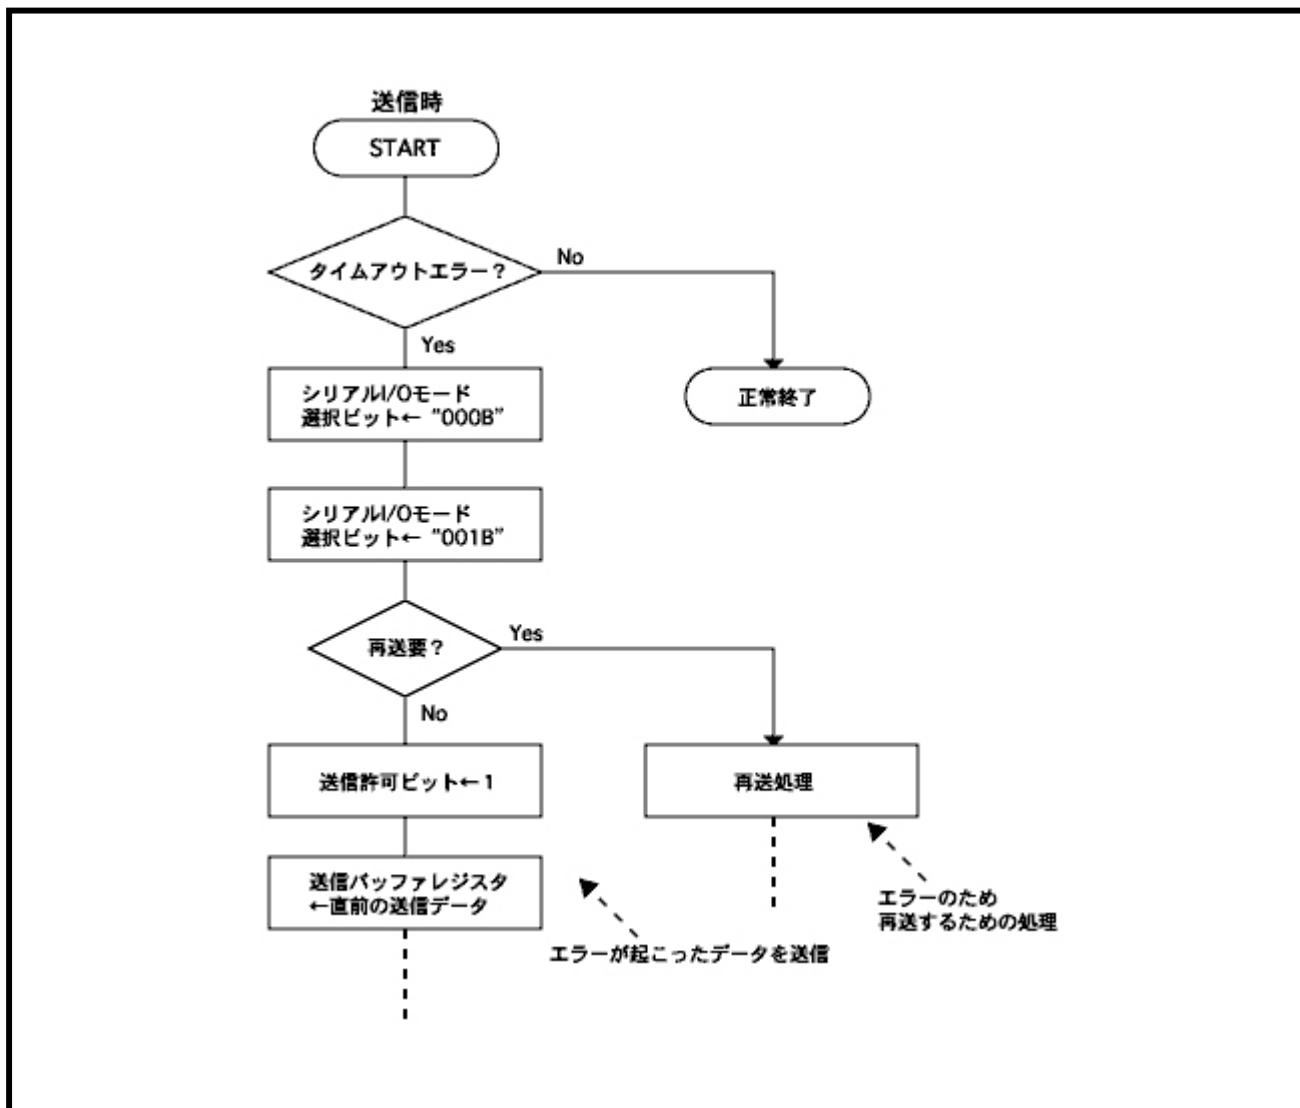 送信時
START
タイムアウトエラー？
No
Yes
シリアルI/Oモード
選択ビット← “000B”
正常終了
シリアルI/Oモード
選択ビット← “001B”
再送要？
Yes
No
送信許可ビット←1
再送処理
送信バッファレジスタ
←直前の送信データ
エラーが起こったデータを送信
エラーのため
再送するための処理